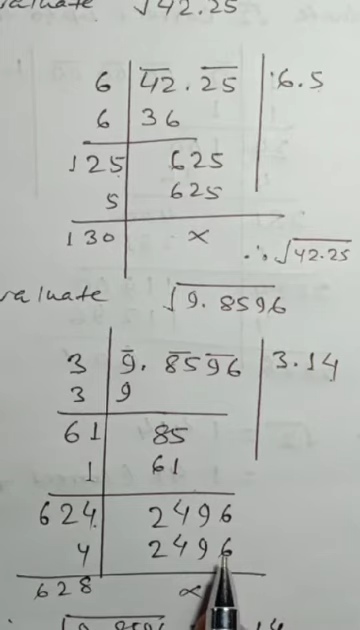 valuate √42.25
6 42.25 6.5
6 36
125 625
5 625
130 ×
∴ √42.25
valuate √9.8596
3 9.8596 3.14
3 9
61 85
1 61
624 2496
4 2496
628 ×